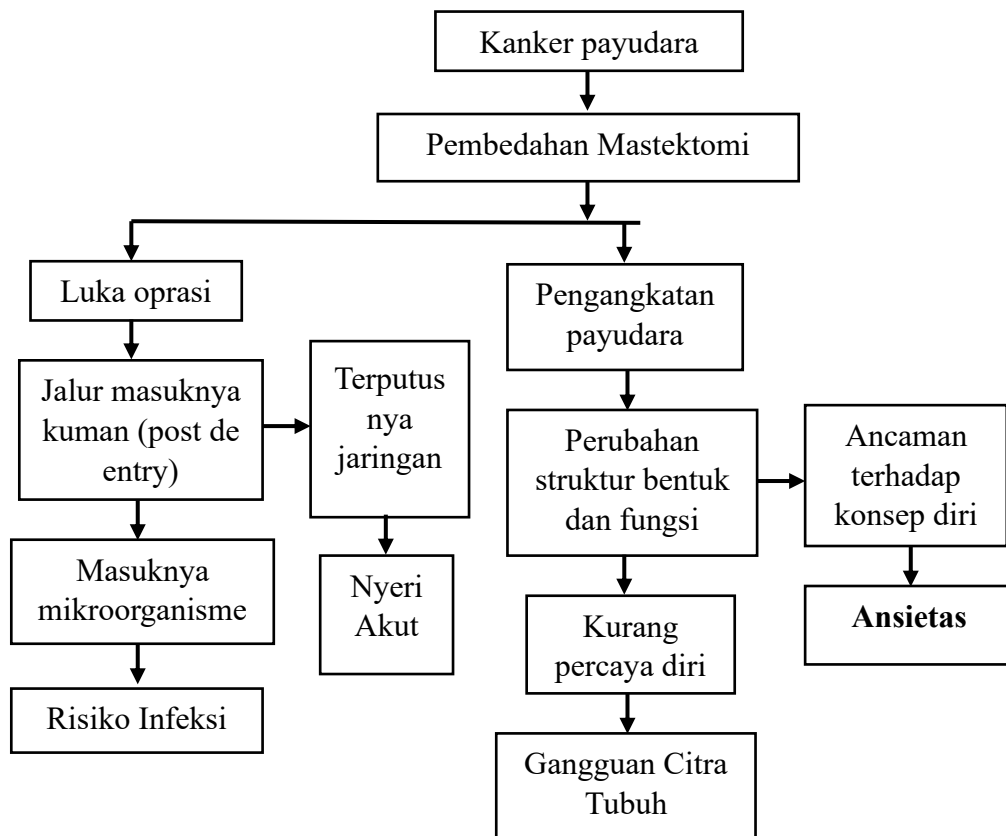 Kanker payudara
Pembedahan Mastektomi
Luka oprasi
Jalur masuknya
kuman (post de
entry)
Terputus
nya
jaringan
Masuknya
mikroorganisme
Nyeri
Akut
Risiko Infeksi
Pengangkatan
payudara
Perubahan
struktur bentuk
dan fungsi
Ancaman
terhadap
konsep diri
Ansietas
Kurang
percaya diri
Gangguan Citra
Tubuh